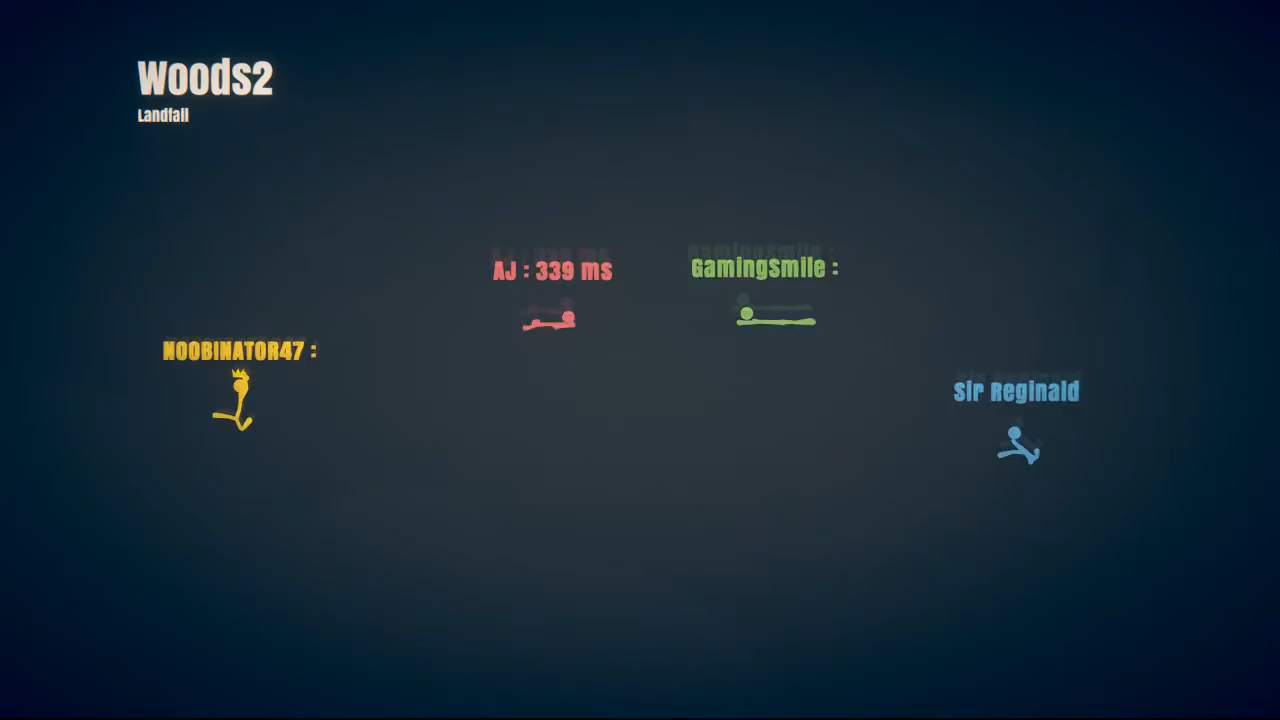 Woods2
Landfall
AJ : 339 ms
Gamingsmile :
NOOBINATOR47 :
Sir Reginald